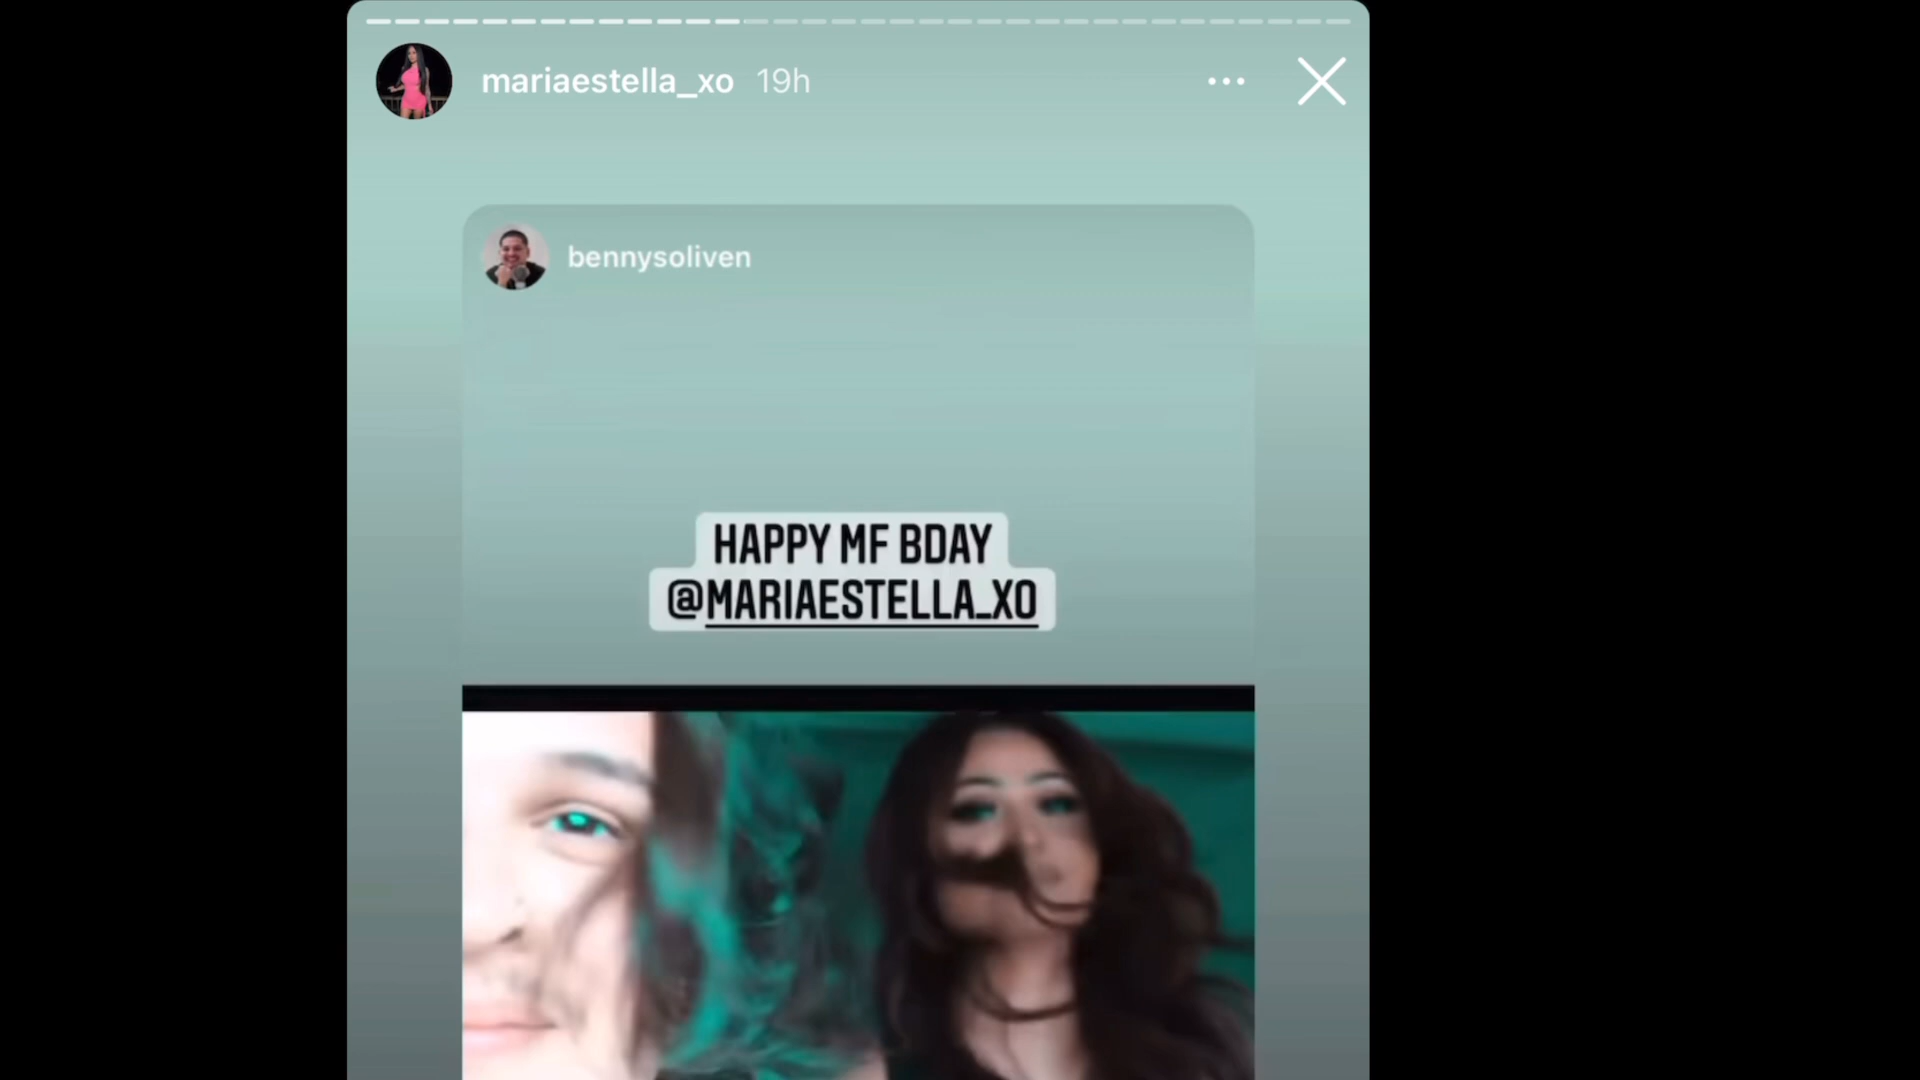 mariaestella_xo 19h
bennysoliven
HAPPY MF BDAY
@MARIAESTELLA_XO